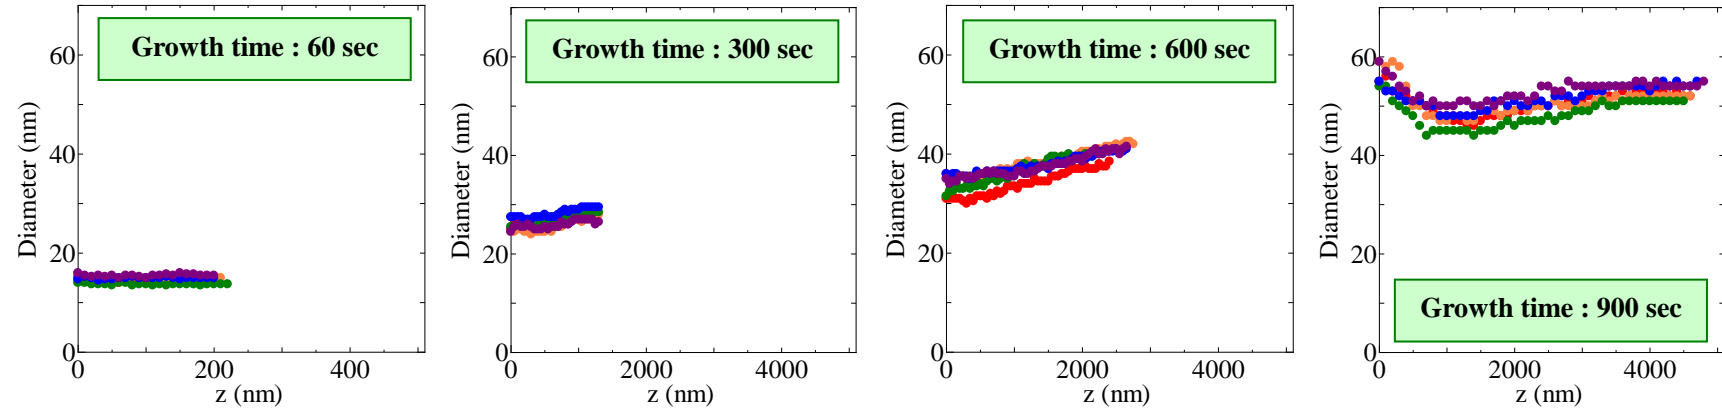 Growth time : 60 sec
Diameter (nm)
60
40
20
0
0
200
400
z (nm)
Growth time : 300 sec
Diameter (nm)
60
40
20
0
0
2000
4000
z (nm)
Growth time : 600 sec
Diameter (nm)
60
40
20
0
0
2000
4000
z (nm)
Growth time : 900 sec
Diameter (nm)
60
40
20
0
0
2000
4000
z (nm)